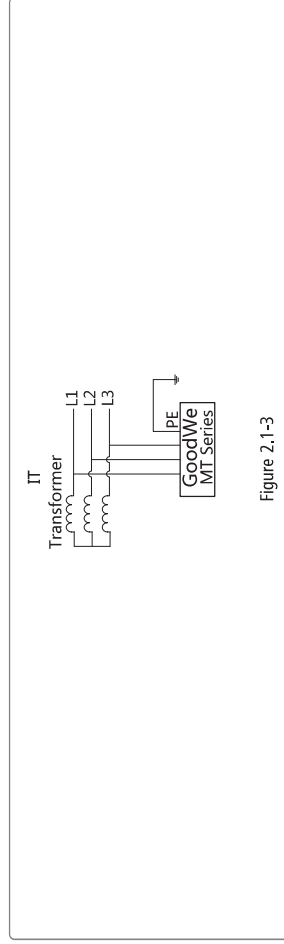 IT
Transformer
L1
L2
L3
PE
GoodWe
MT Series
Figure 2.1-3